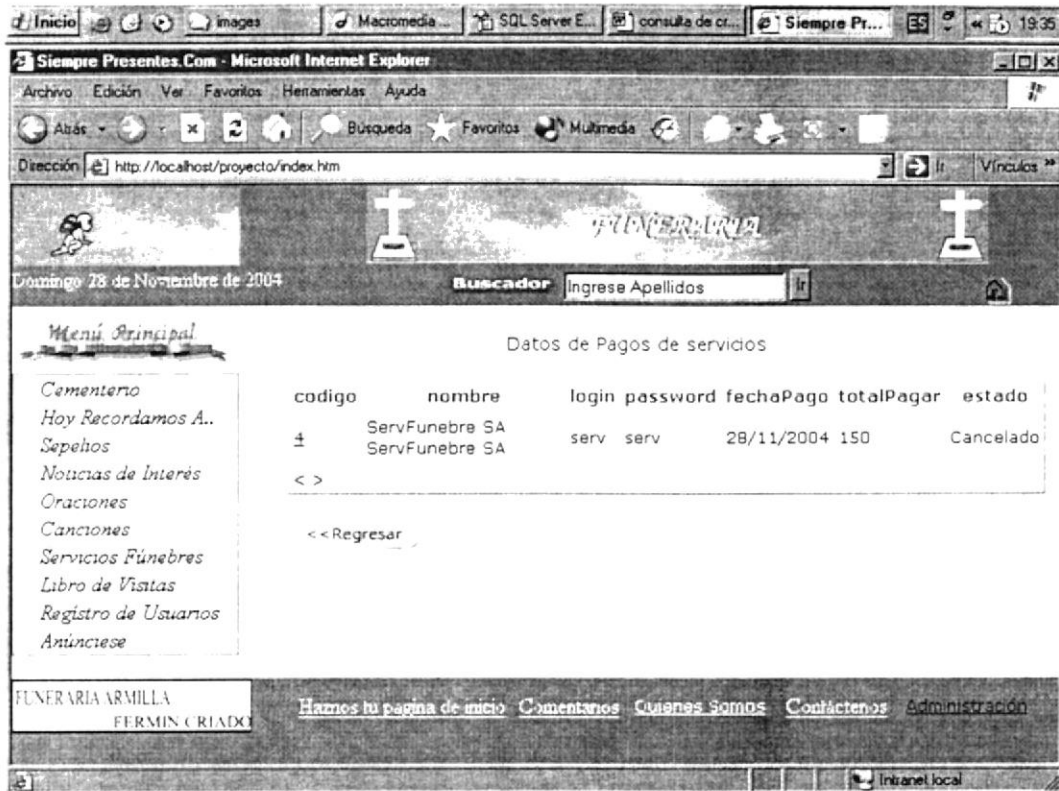 Inicio images Macromedia ... SQL Server E... consulta de cr... Siempre Pr... ES « 19:35
Siempre Presentes.Com - Microsoft Internet Explorer
Archivo Edición Ver Favoritos Herramientas Ayuda
Atrás Búsqueda Favoritos Multimedia
Dirección http://localhost/proyecto/index.htm Ir Vínculos »
FUNERARIA
Domingo 28 de Noviembre de 2004 Buscador Ingrese Apellidos Ir
Menú Principal
Datos de Pagos de servicios
Cementerio
Hoy Recordamos A..
Sepelios
Noticias de Interés
Oraciones
Canciones
Servicios Fúnebres
Libro de Visitas
Registro de Usuarios
Anúnciese
codigo nombre login password fechaPago totalPagar estado
4 ServFunebre SA ServFunebre SA serv serv 28/11/2004 150 Cancelado
< >
<<Regresar
FUNERARIA ARMILLA
FERMIN CRIADO
Haznos tu página de inicio Comentarios Quienes Somos Contáctenos Administración
Intranet local